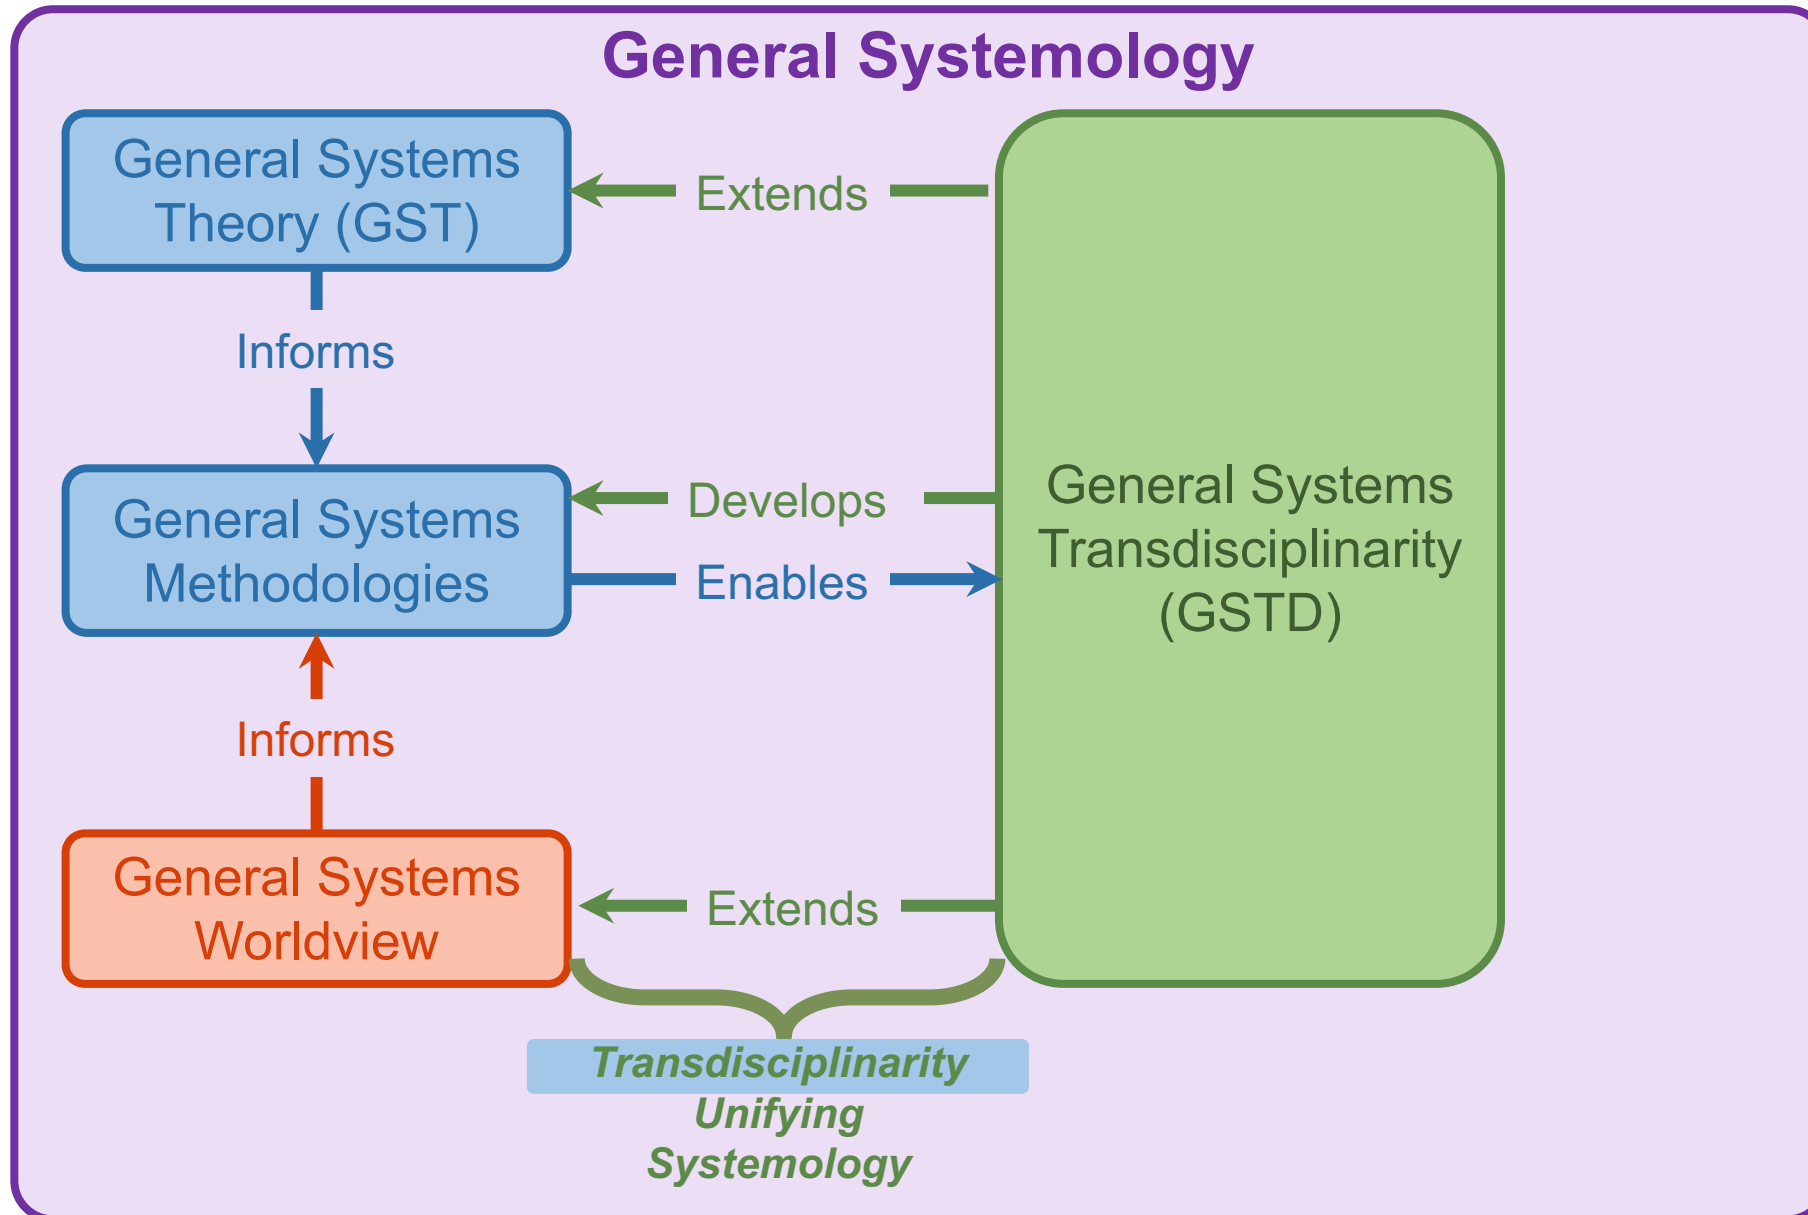 General Systemology
General Systems
Theory (GST)
Extends
Informs
General Systems
Methodologies
Develops
Enables
General Systems
Transdisciplinarity
(GSTD)
Informs
General Systems
Worldview
Extends
Transdisciplinarity
Unifying
Systemology